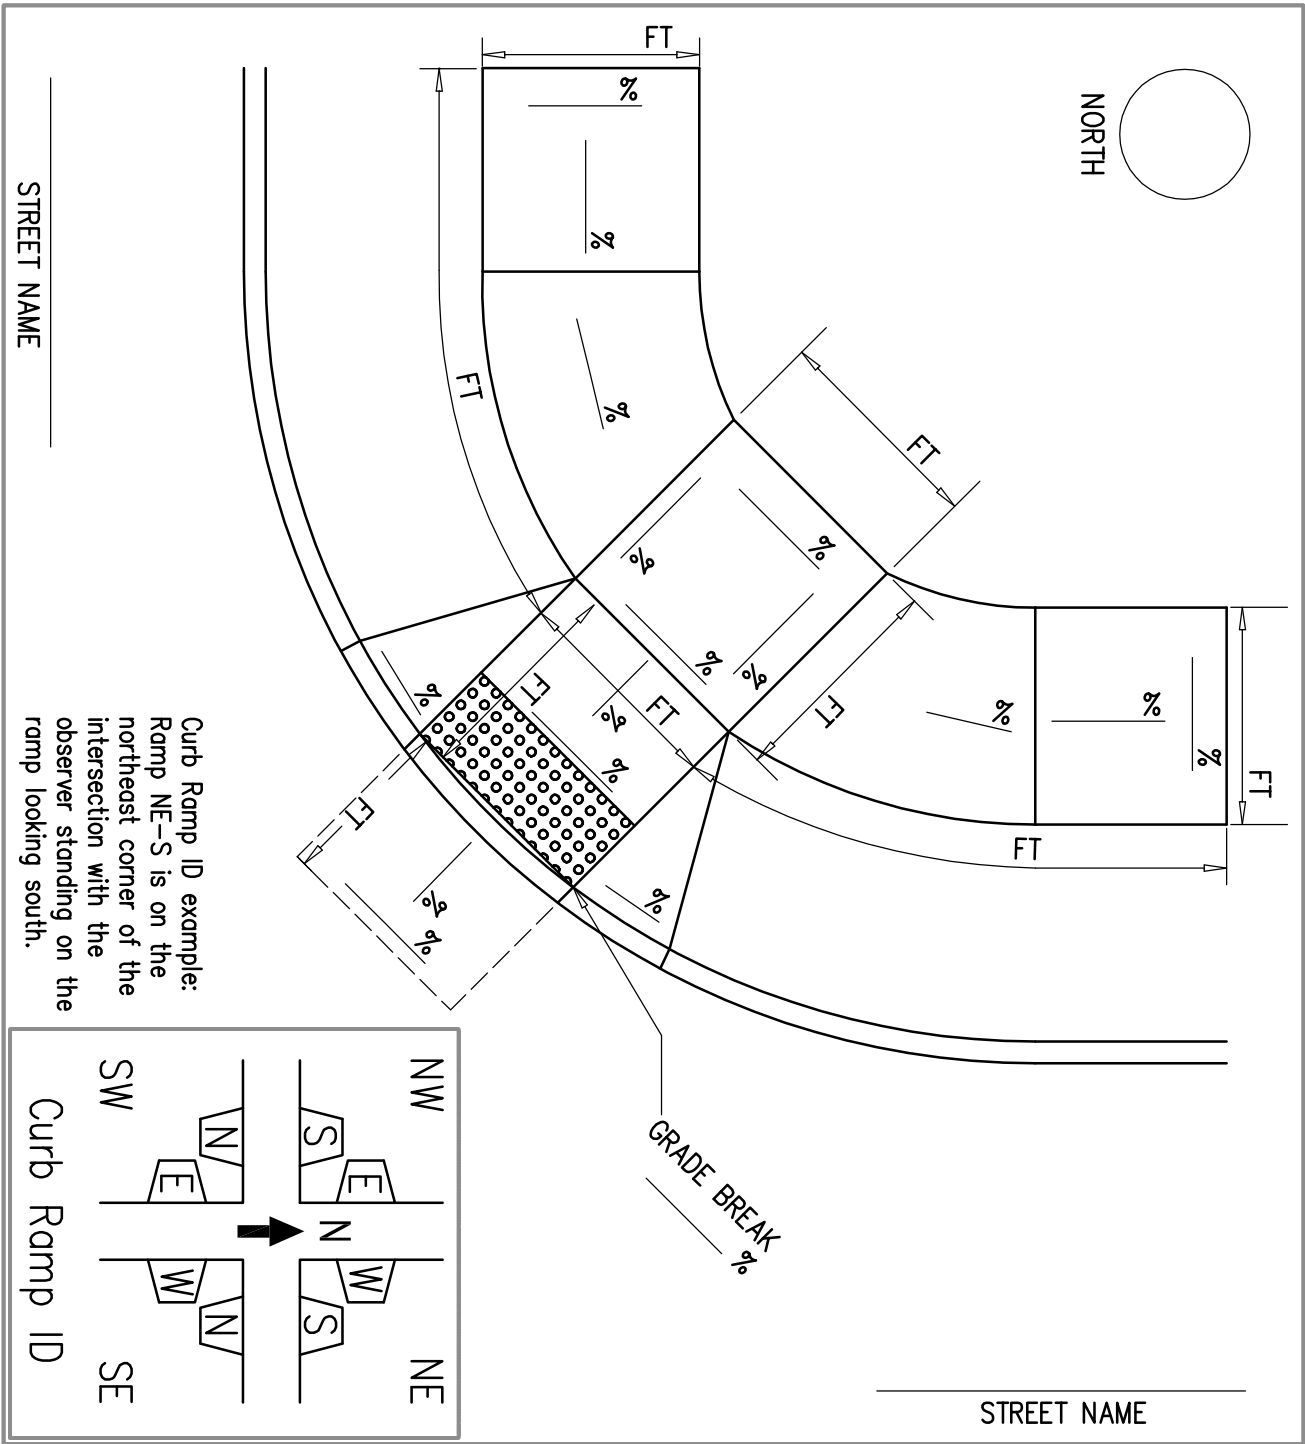 FT
%
%
NORTH
STREET NAME
FT
%
FT
FT
%
%
GRADE BREAK
%
%
FT
%
FT
%
%
%
%
%
%
FT
FT
%
%
%
FT
NW
NE
S
E
N
W
S
N
E
W
N
SW
SE
Curb Ramp ID
Curb Ramp ID example:
Ramp NE-S is on the
northeast corner of the
intersection with the
observer standing on the
ramp looking south.
STREET NAME